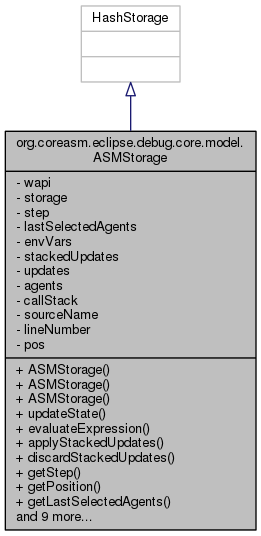 HashStorage
org.coreasm.eclipse.debug.core.model.
ASMStorage
- wapi
- storage
- step
- lastSelectedAgents
- envVars
- stackedUpdates
- updates
- agents
- callStack
- sourceName
- lineNumber
- pos
+ ASMStorage()
+ ASMStorage()
+ ASMStorage()
+ updateState()
+ evaluateExpression()
+ applyStackedUpdates()
+ discardStackedUpdates()
+ getStep()
+ getPosition()
+ getLastSelectedAgents()
and 9 more...